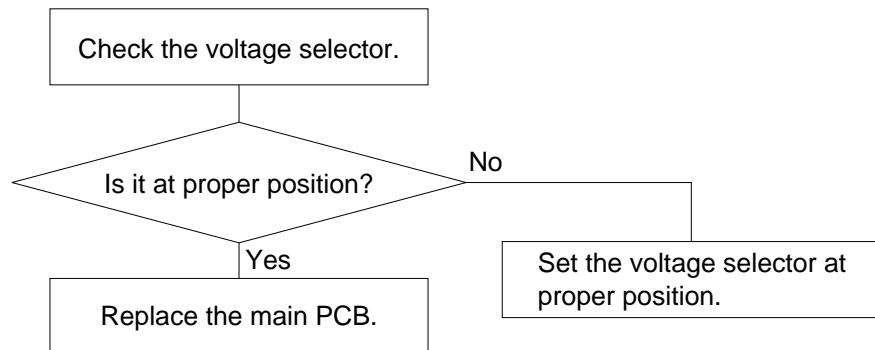 Check the voltage selector.
Is it at proper position?
No
Yes
Set the voltage selector at
proper position.
Replace the main PCB.